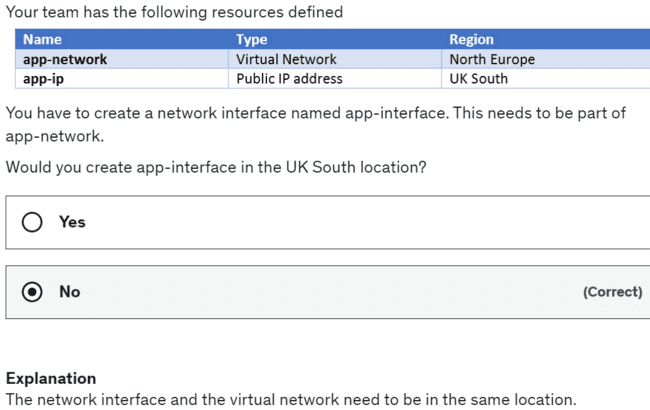 Your team has the following resources defined
Name Type Region
app-network Virtual Network North Europe
app-ip Public IP address UK South
You have to create a network interface named app-interface. This needs to be part of
app-network.
Would you create app-interface in the UK South location?
Yes
No (Correct)
Explanation
The network interface and the virtual network need to be in the same location.